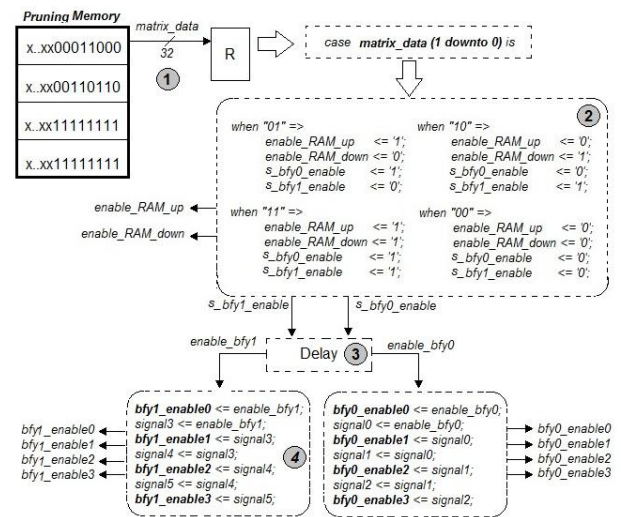 Pruning Memory
x..xx00011000
x..xx00110110
x..xx11111111
x..xx11111111
matrix_data
32
1
R
case matrix_data (1 downto 0) is
2
when "01" =>
enable_RAM_up <= '1';
enable_RAM_down <= '0';
s_bfy0_enable <= '1';
s_bfy1_enable <= '0';
when "10" =>
enable_RAM_up <= '0';
enable_RAM_down <= '1';
s_bfy0_enable <= '0';
s_bfy1_enable <= '1';
when "11" =>
enable_RAM_up <= '1';
enable_RAM_down <= '1';
s_bfy0_enable <= '1';
s_bfy1_enable <= '1';
when "00" =>
enable_RAM_up <= '0';
enable_RAM_down <= '0';
s_bfy0_enable <= '0';
s_bfy1_enable <= '0';
enable_RAM_up
enable_RAM_down
s_bfy1_enable
s_bfy0_enable
enable_bfy1
Delay
3
enable_bfy0
bfy1_enable0 <= enable_bfy1;
signal3 <= enable_bfy1;
bfy1_enable1 <= signal3;
signal4 <= signal3;
bfy1_enable2 <= signal4;
signal5 <= signal4;
bfy1_enable3 <= signal5;
4
bfy0_enable0 <= enable_bfy0;
signal0 <= enable_bfy0;
bfy0_enable1 <= signal0;
signal1 <= signal0;
bfy0_enable2 <= signal1;
signal2 <= signal1;
bfy0_enable3 <= signal2;
bfy1_enable0
bfy1_enable1
bfy1_enable2
bfy1_enable3
bfy0_enable0
bfy0_enable1
bfy0_enable2
bfy0_enable3